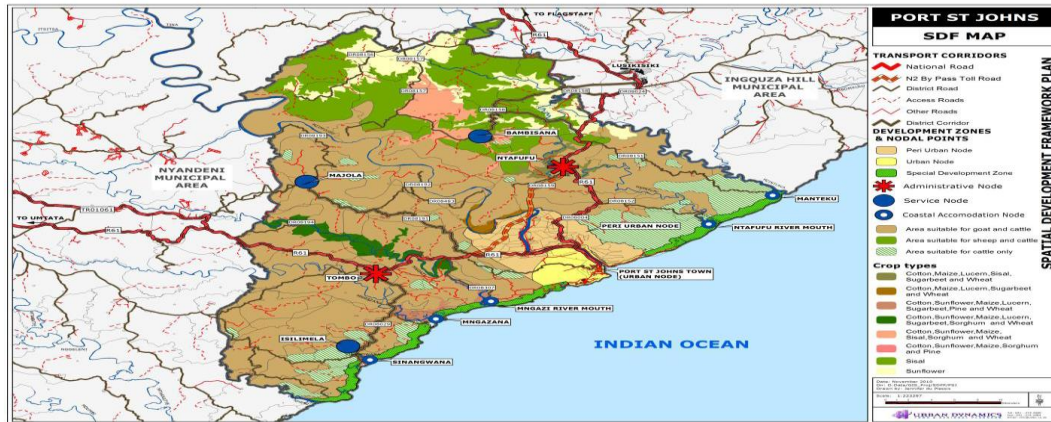 TO FLAGSTAFF
R61
LUSIKISIKI
INGQUZA HILL
MUNICIPAL
AREA
BAMBISANA
NTAFUFU
NYANDENI
MUNICIPAL
AREA
MAJOLA
R61
MANTEKU
TO UMTATA
TR01061
R61
PERI URBAN NODE
NTAFUFU RIVER MOUTH
R61
R61
TOMBO
PORT ST JOHNS TOWN
(URBAN NODE)
MNGAZI RIVER MOUTH
MNGAZANA
ISILIMELA
SINANGWANA
INDIAN OCEAN
PORT ST JOHNS
SDF MAP
TRANSPORT CORRIDORS
National Road
N2 By Pass Toll Road
District Road
Access Roads
Other Roads
District Corridor
DEVELOPMENT ZONES
& NODAL POINTS
Peri Urban Node
Urban Node
Special Development Zone
Administrative Node
Service Node
Coastal Accomodation Node
Area suitable for goat and cattle
Area suitable for sheep and cattle
Area suitable for cattle only
Crop types
Cotton,Maize,Lucern,Sisal,
Sugarbeet and Wheat
Cotton,Maize,Lucern,Sugarbeet
and Wheat
Cotton,Sunflower,Maize,Lucern,
Sugarbeet,Pine and Wheat
Cotton,Sunflower,Maize,Lucern,
Sugarbeet,Sorghum and Wheat
Cotton,Sunflower,Maize,
Sisal,Sorghum and Wheat
Cotton,Sunflower,Maize,Sorghum
and Pine
Sisal
Sunflower
SPATIAL DEVELOPMENT FRAMEWORK PLAN
URBAN DYNAMICS